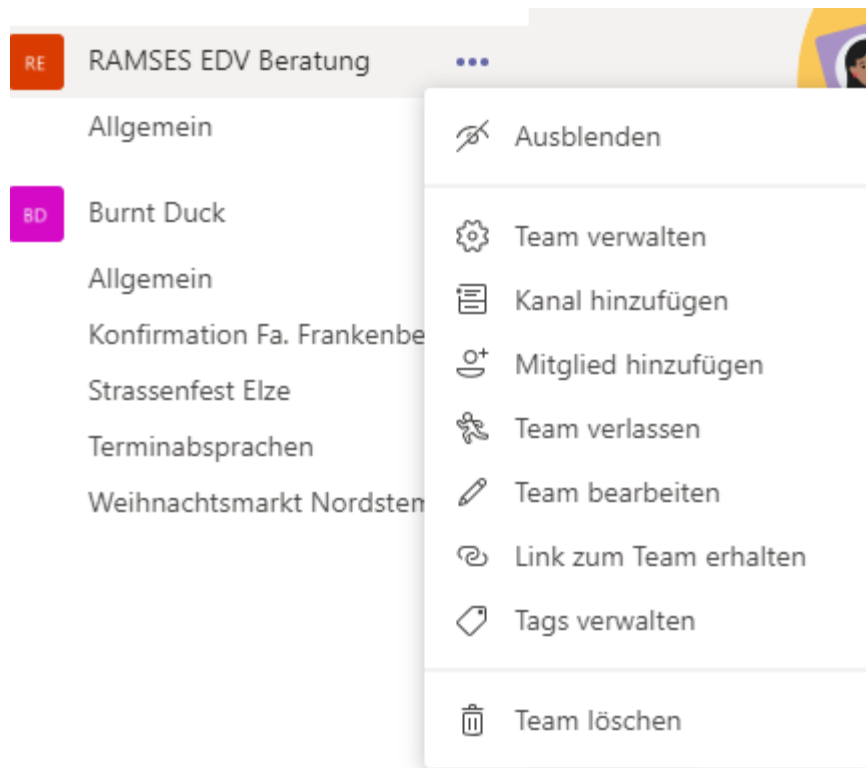 RE RAMSES EDV Beratung
Allgemein
BD Burnt Duck
Allgemein
Konfirmation Fa. Frankenbe
Strassenfest Elze
Terminabsprachen
Weihnachtsmarkt Nordstem
Ausblenden
Team verwalten
Kanal hinzufügen
Mitglied hinzufügen
Team verlassen
Team bearbeiten
Link zum Team erhalten
Tags verwalten
Team löschen